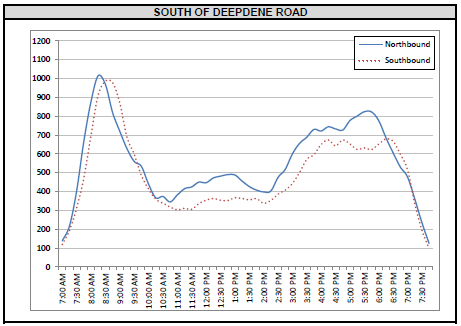 SOUTH OF DEEPDENE ROAD
1200
1100
1000
900
800
700
600
500
400
300
200
100
0
Northbound
Southbound
7:00 AM
7:30 AM
8:00 AM
8:30 AM
9:00 AM
9:30 AM
10:00 AM
10:30 AM
11:00 AM
11:30 AM
12:00 PM
12:30 PM
1:00 PM
1:30 PM
2:00 PM
2:30 PM
3:00 PM
3:30 PM
4:00 PM
4:30 PM
5:00 PM
5:30 PM
6:00 PM
6:30 PM
7:00 PM
7:30 PM